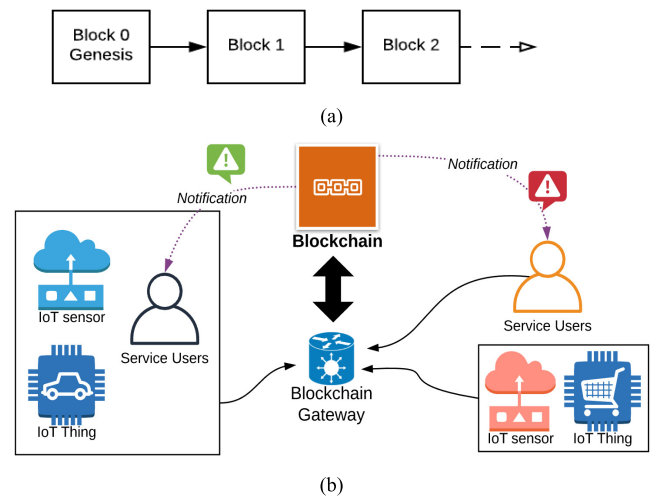 Block 0
Genesis
Block 1
Block 2
(a)
Notification
Notification
Blockchain
IoT sensor
Service Users
IoT Thing
Service Users
Blockchain
Gateway
IoT sensor
IoT Thing
(b)